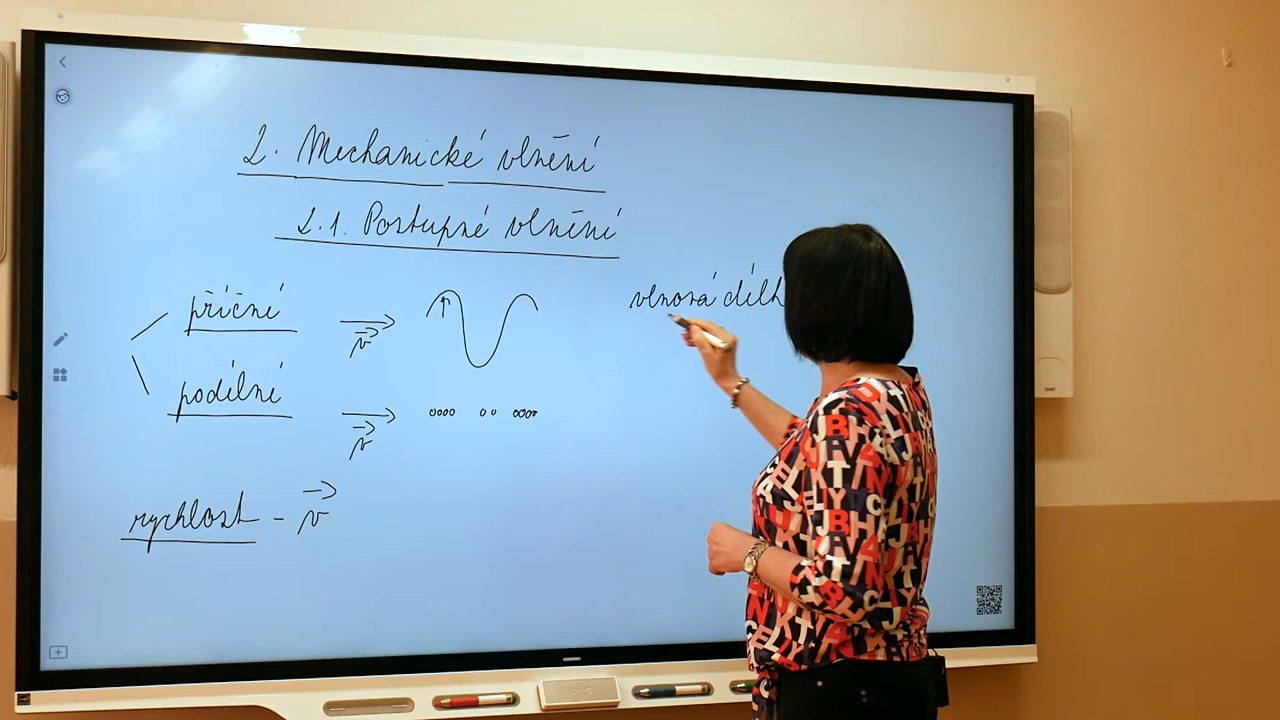 2. Mechanické vlnění
2.1. Postupné vlnění
příčné
v
podélné
v
rychlost - v
vlnová délk